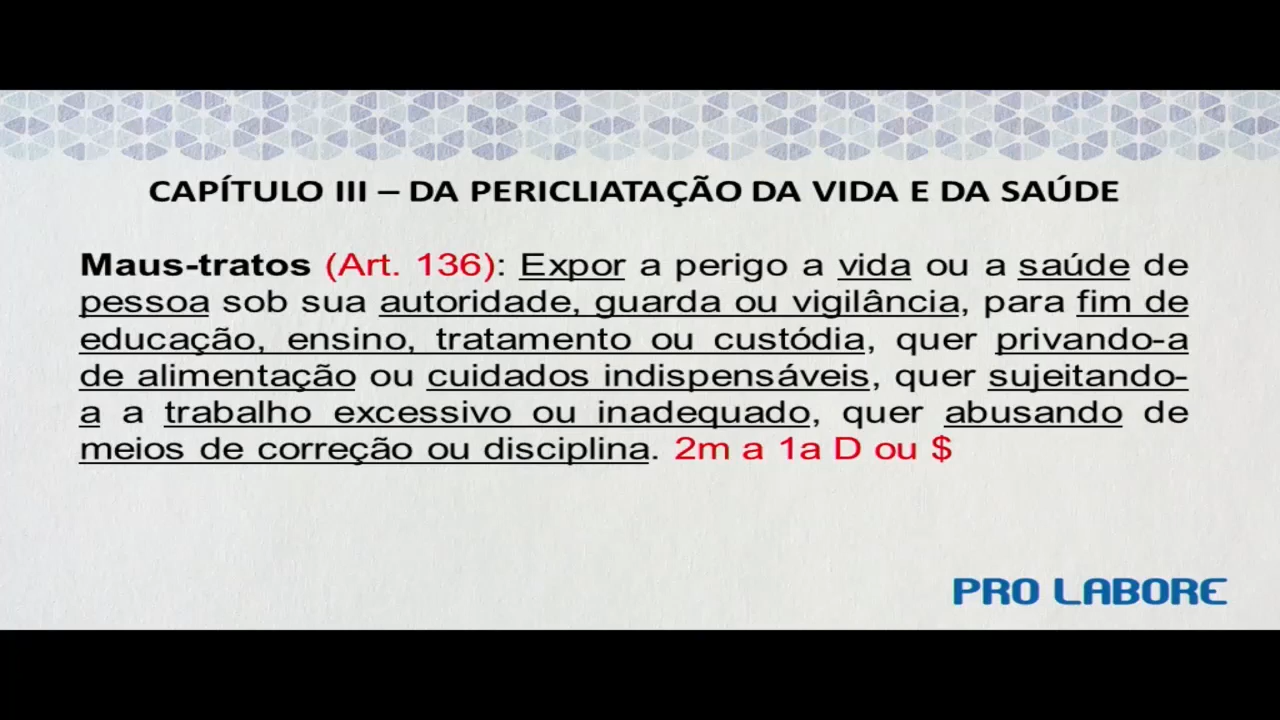 CAPÍTULO III – DA PERICLIATAÇÃO DA VIDA E DA SAÚDE
Maus-tratos (Art. 136): Expor a perigo a vida ou a saúde de
pessoa sob sua autoridade, guarda ou vigilância, para fim de
educação, ensino, tratamento ou custódia, quer privando-a
de alimentação ou cuidados indispensáveis, quer sujeitando-
a a trabalho excessivo ou inadequado, quer abusando de
meios de correção ou disciplina. 2m a 1a D ou $
PRO LABORE